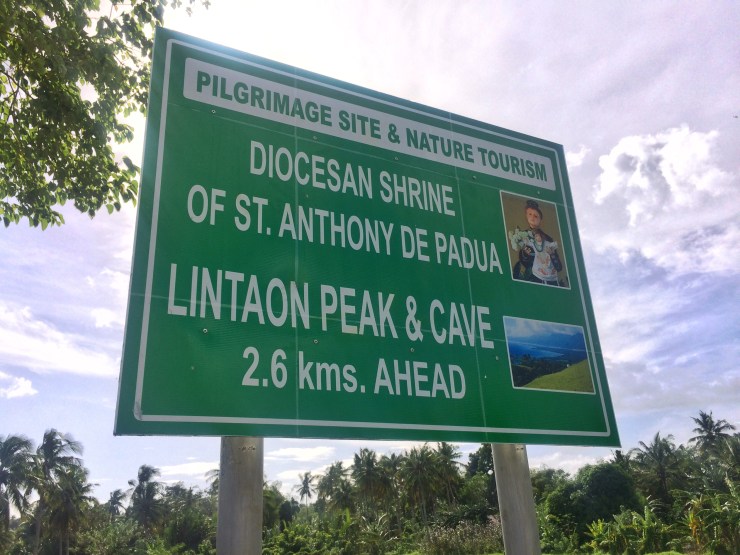 PILGRIMAGE SITE & NATURE TOURISM
DIOCESAN SHRINE
OF ST. ANTHONY DE PADUA
LINTAON PEAK & CAVE
2.6 kms. AHEAD